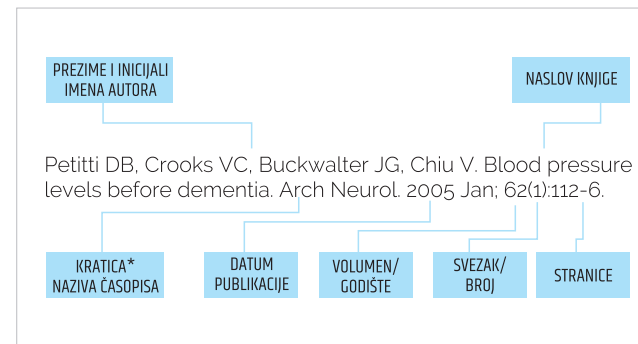 PREZIME I INICIJALI
IMENA AUTORA
NASLOV KNJIGE
Petitti DB, Crooks VC, Buckwalter JG, Chiu V. Blood pressure
levels before dementia. Arch Neurol. 2005 Jan; 62(1):112-6.
KRATICA*
NAZIVA ČASOPISA
DATUM
PUBLIKACIJE
VOLUMEN/
GODIŠTE
SVEZAK/
BROJ
STRANICE